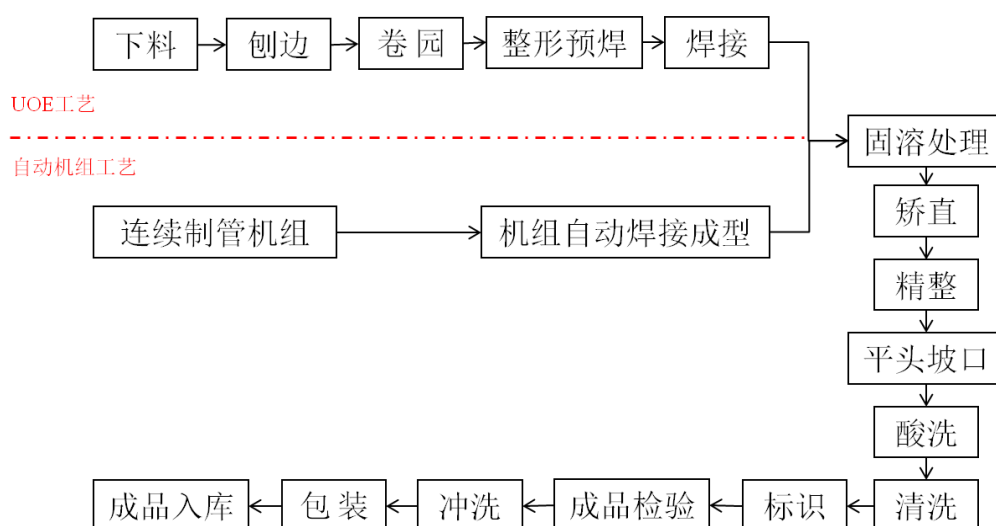 下料
刨边
卷园
整形预焊
焊接
UOE工艺
自动机组工艺
固溶处理
连续制管机组
机组自动焊接成型
矫直
精整
平头坡口
酸洗
清洗
标识
成品检验
冲洗
包装
成品入库